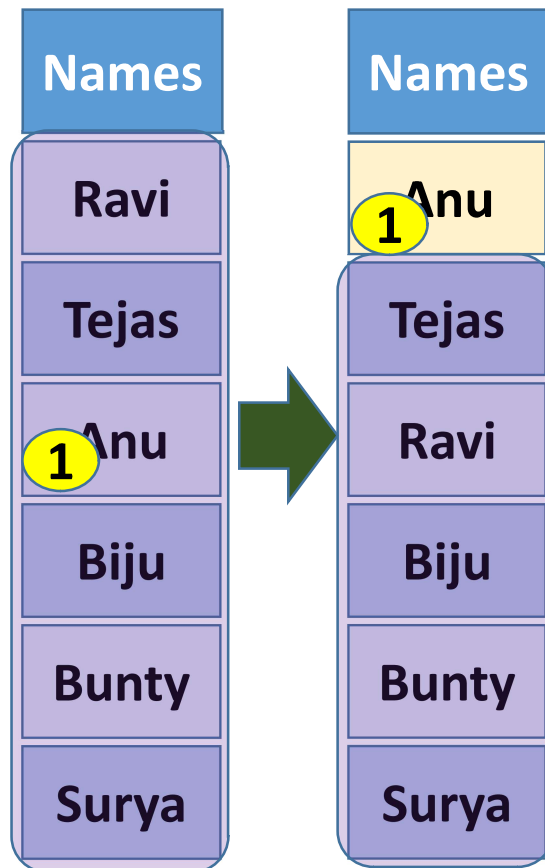 Names
Ravi
Tejas
Anu
1
Biju
Bunty
Surya
Names
Anu
1
Tejas
Ravi
Biju
Bunty
Surya